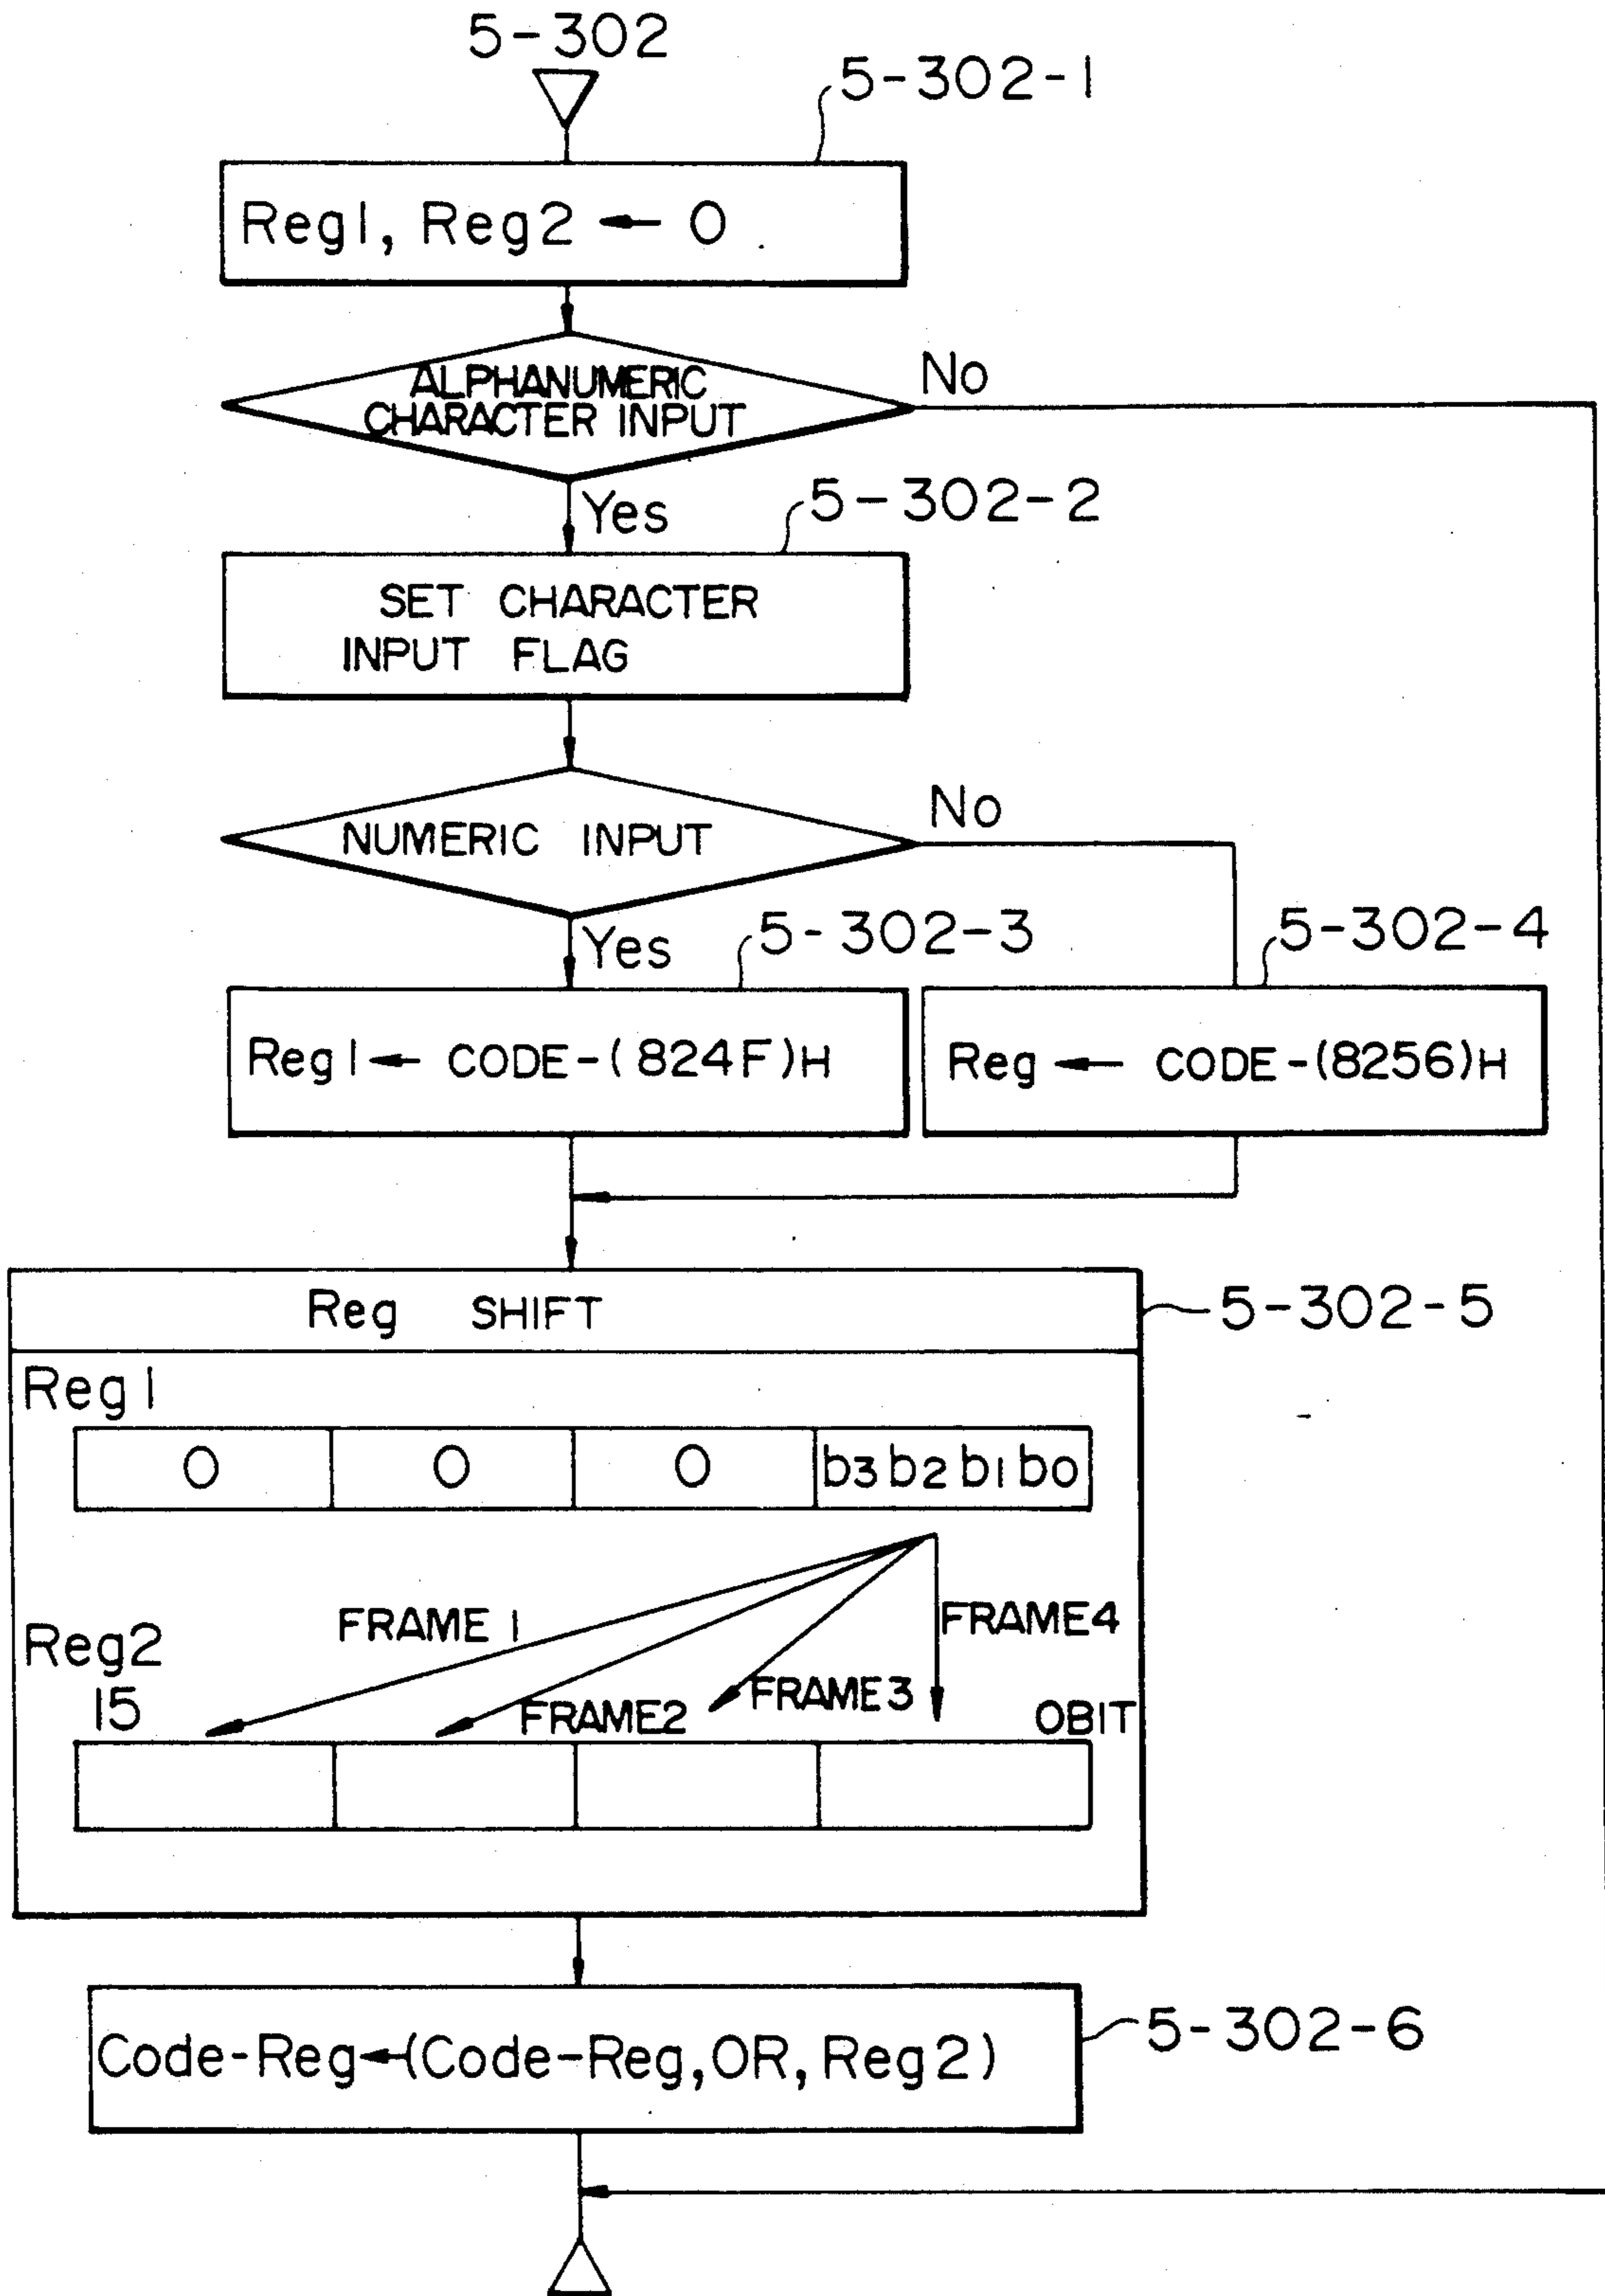 5-302
5-302-1
Reg1, Reg2 ← 0
ALPHANUMERIC
CHARACTER INPUT
No
Yes
5-302-2
SET CHARACTER
INPUT FLAG
NUMERIC INPUT
No
Yes
5-302-3
5-302-4
Reg1 ← CODE-(824F)H
Reg ← CODE-(8256)H
Reg SHIFT
5-302-5
Reg1
0 0 0 b3 b2 b1 b0
FRAME 1
FRAME4
Reg2
15
FRAME2
FRAME3
0BIT
Code-Reg←(Code-Reg,OR, Reg2)
5-302-6